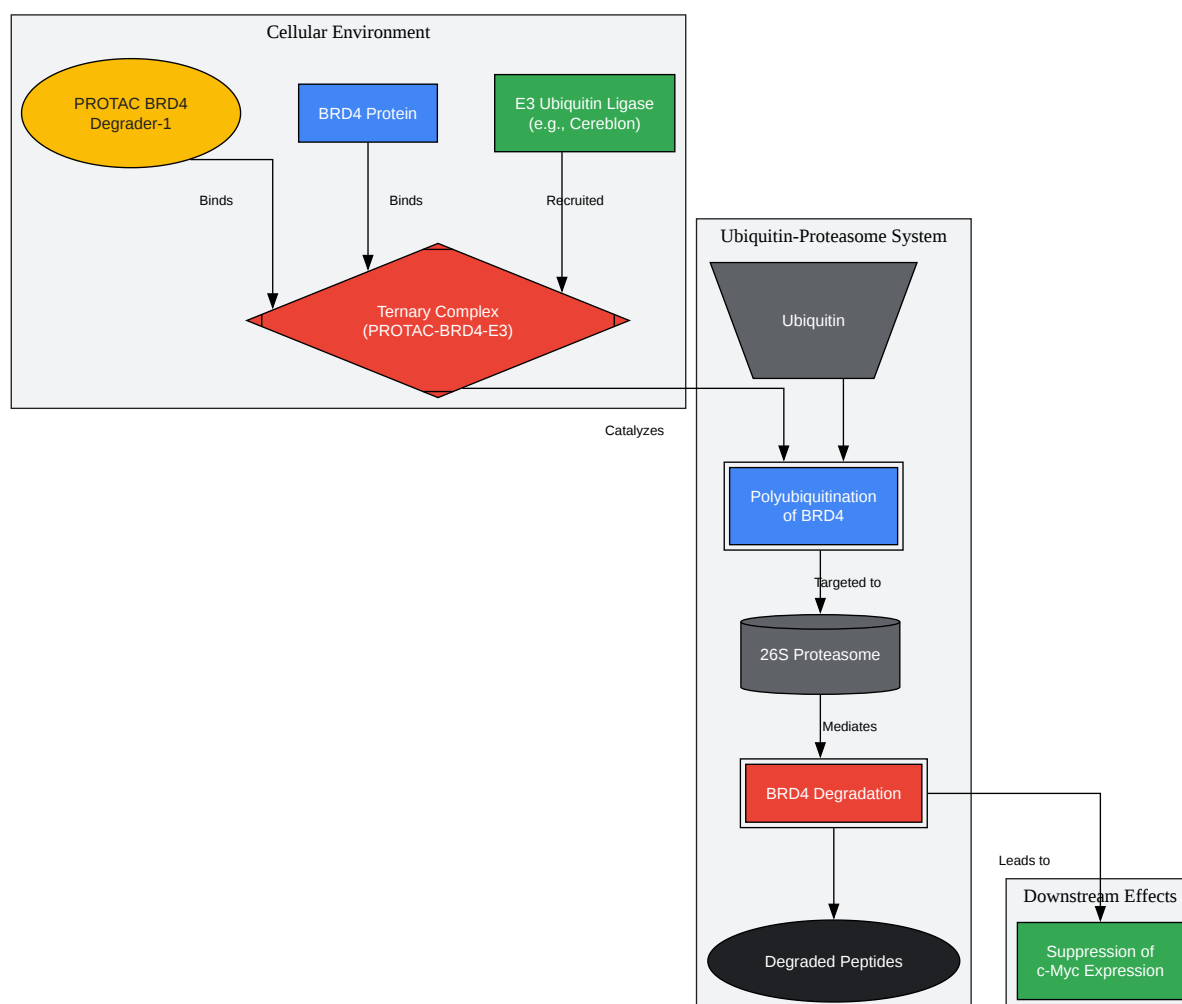 Cellular Environment
PROTAC BRD4
Degrader-1
BRD4 Protein
E3 Ubiquitin Ligase
(e.g., Cereblon)
Binds
Binds
Recruited
Ternary Complex
(PROTAC-BRD4-E3)
Catalyzes
Ubiquitin-Proteasome System
Ubiquitin
Polyubiquitination
of BRD4
Targeted to
26S Proteasome
Mediates
BRD4 Degradation
Leads to
Degraded Peptides
Downstream Effects
Suppression of
c-Myc Expression